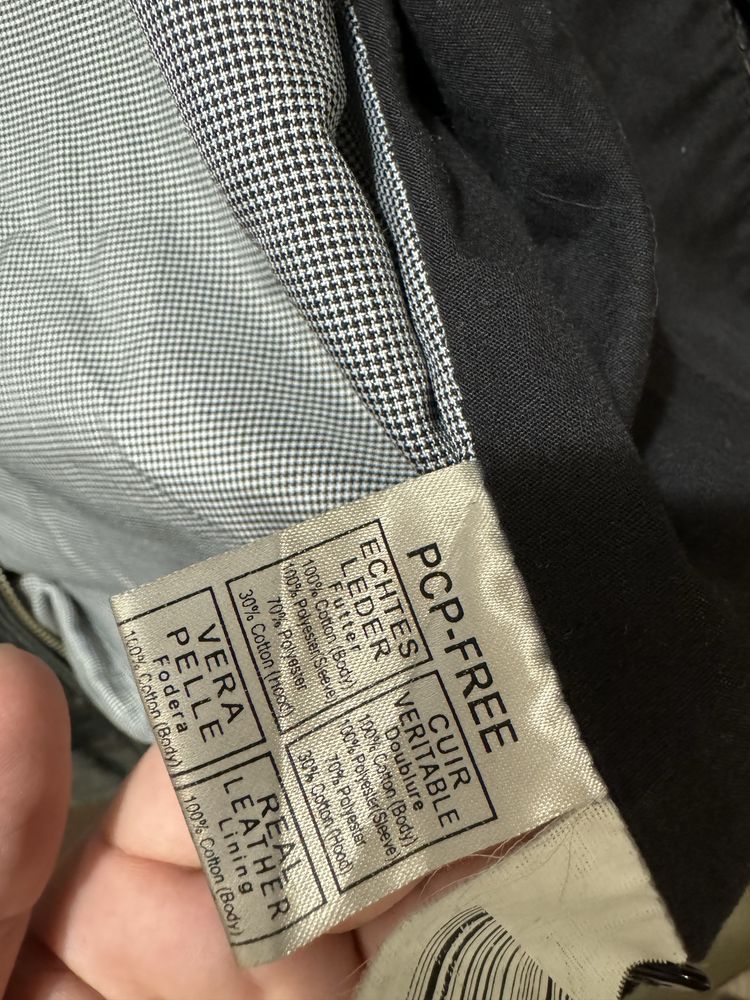 PCP-FREE
ECHTES
LEDER
Futter
100% Cotton (Body)
100% Polyester(Sleeve)
70% Polyester
30% Cotton (Hood)
CUIR
VERITABLE
Doublure
100% Cotton (Body)
100% Polyester(Sleeve)
70% Polyester
30% Cotton (Hood)
VERA
PELLE
Fodera
100% Cotton (Body)
REAL
LEATHER
Lining
100% Cotton (Body)